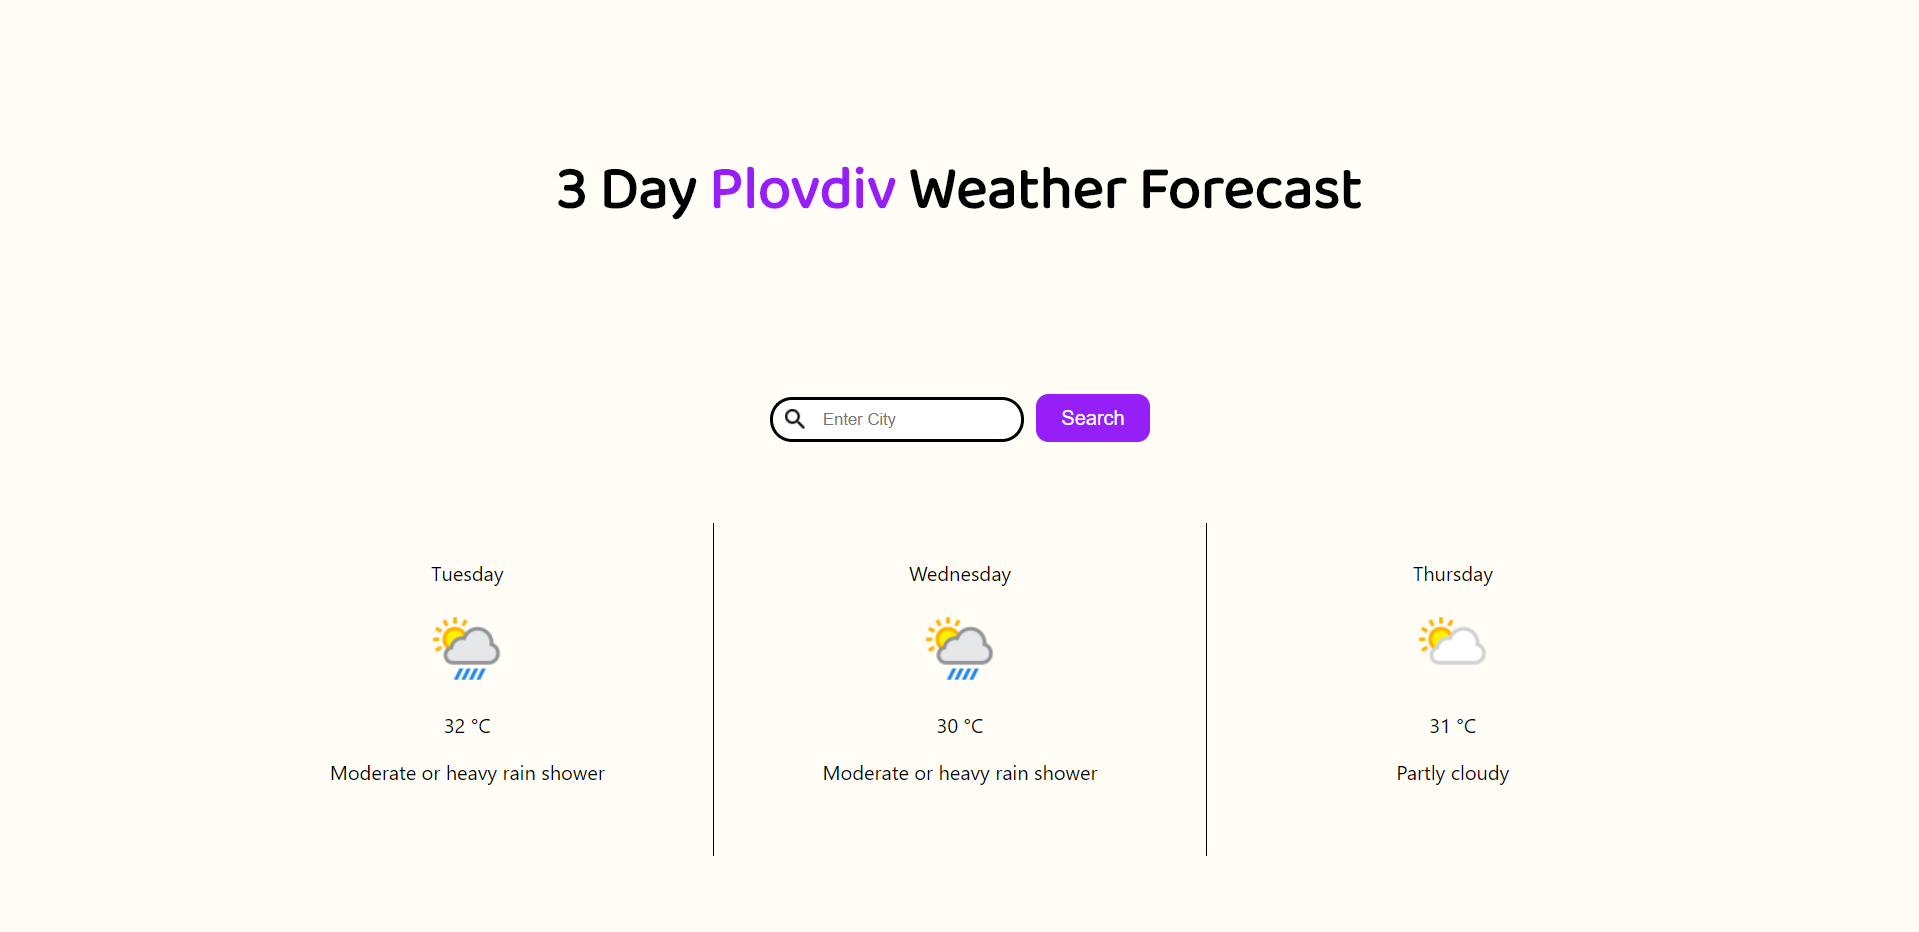 3 Day Plovdiv Weather Forecast
Enter City
Search
Tuesday
32 °C
Moderate or heavy rain shower
Wednesday
30 °C
Moderate or heavy rain shower
Thursday
31 °C
Partly cloudy